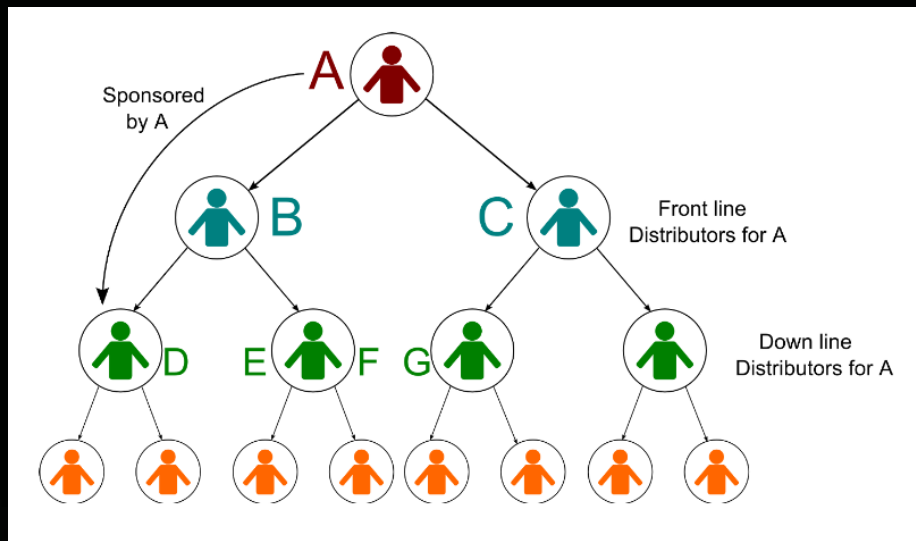 A
Sponsored
by A
B
C
Front line
Distributors for A
D
E
F
G
Down line
Distributors for A